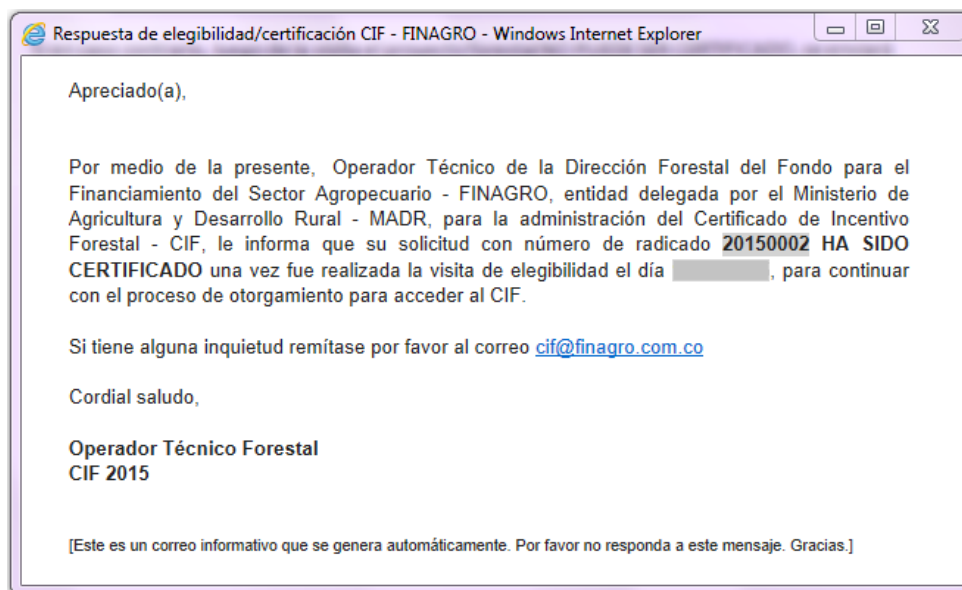 Respuesta de elegibilidad/certificación CIF - FINAGRO - Windows Internet Explorer
Apreciado(a),
Por medio de la presente, Operador Técnico de la Dirección Forestal del Fondo para el
Financiamiento del Sector Agropecuario - FINAGRO, entidad delegada por el Ministerio de
Agricultura y Desarrollo Rural - MADR, para la administración del Certificado de Incentivo
Forestal - CIF, le informa que su solicitud con número de radicado 20150002 HA SIDO
CERTIFICADO una vez fue realizada la visita de elegibilidad el día , para continuar
con el proceso de otorgamiento para acceder al CIF.
Si tiene alguna inquietud remítase por favor al correo cif@finagro.com.co
Cordial saludo,
Operador Técnico Forestal
CIF 2015
[Este es un correo informativo que se genera automáticamente. Por favor no responda a este mensaje. Gracias.]